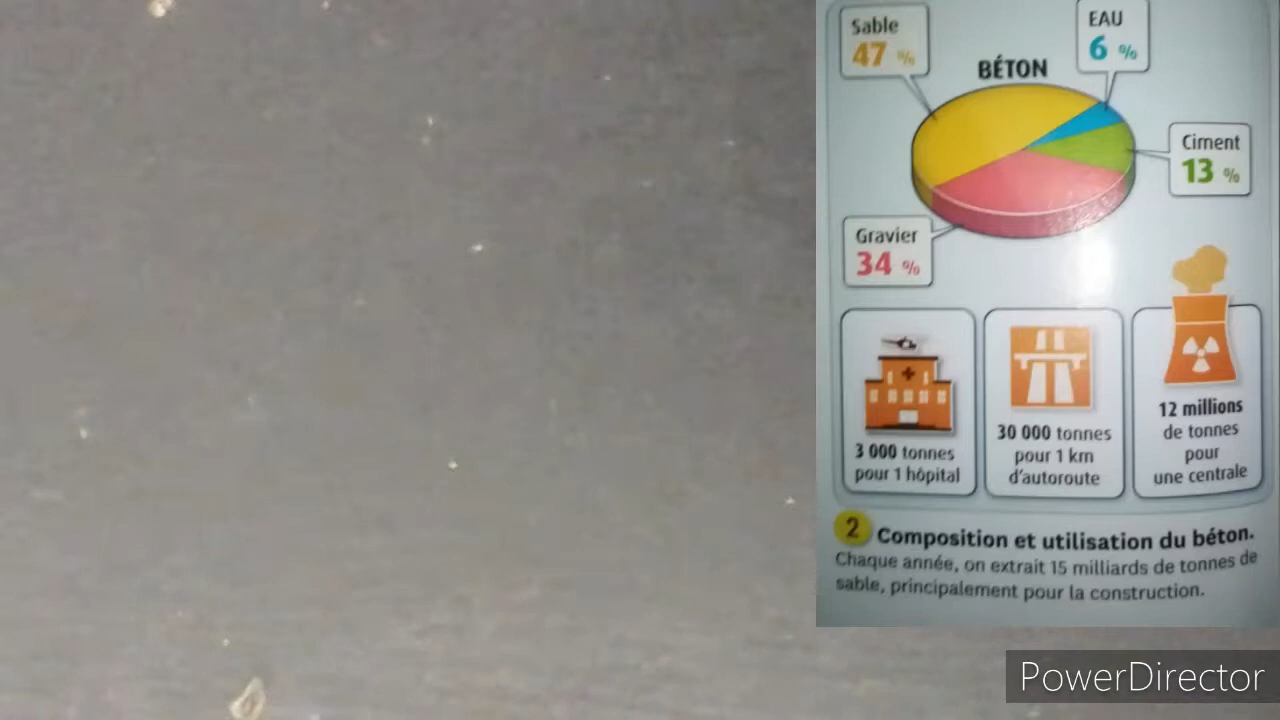 Sable
47 %
EAU
6 %
BÉTON
Ciment
13 %
Gravier
34 %
3 000 tonnes
pour 1 hôpital
30 000 tonnes
pour 1 km
d'autoroute
12 millions
de tonnes
pour
une centrale
2 Composition et utilisation du béton.
Chaque année, on extrait 15 milliards de tonnes de
sable, principalement pour la construction.
PowerDirector